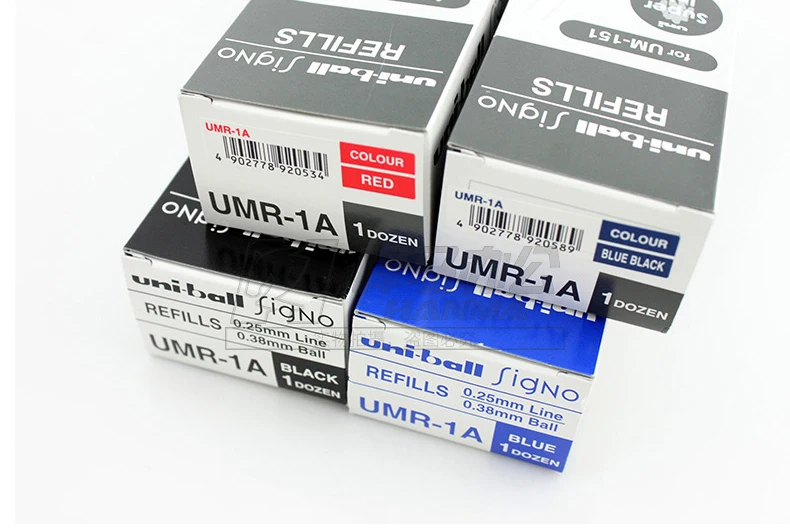 uni-ball Signo
REFILLS
UMR-1A
4 902778 920534
COLOUR
RED
UMR-1A
1 DOZEN
Super
INK
uni
for UM-151
uni-ball Signo
REFILLS
UMR-1A
4 902778 920589
COLOUR
BLUE BLACK
UMR-1A
1 DOZEN
uni-ball Signo
REFILLS
0.25mm Line
0.38mm Ball
UMR-1A
BLACK
1 DOZEN
uni-ball Signo
REFILLS
0.25mm Line
0.38mm Ball
UMR-1A
BLUE
1 DOZEN